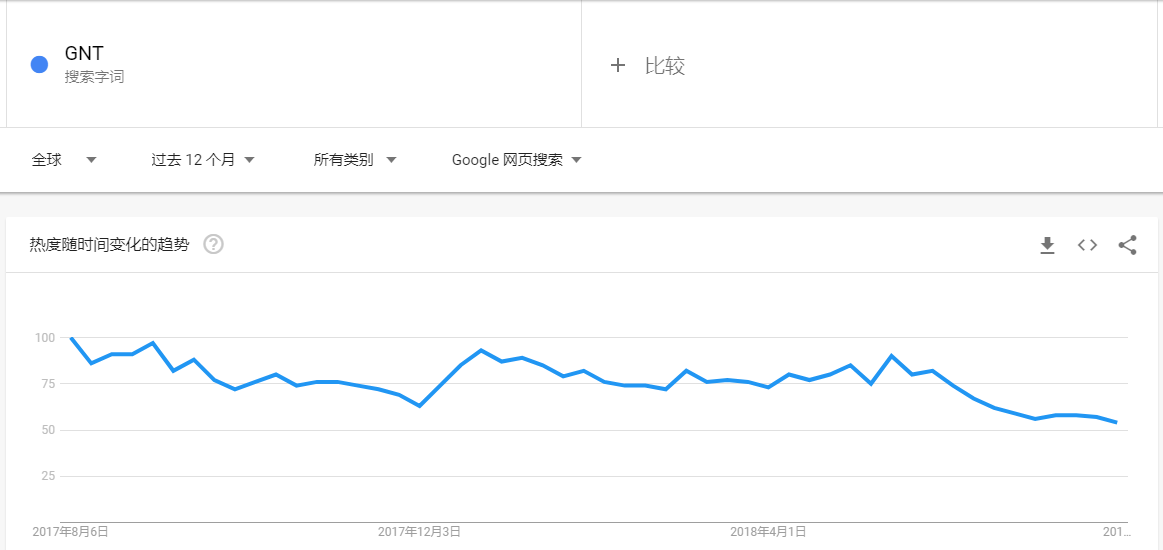 GNT
搜索字词
+ 比较
全球
过去 12 个月
所有类别
Google 网页搜索
热度随时间变化的趋势
100
75
50
25
2017年8月6日
2017年12月3日
2018年4月1日
201...